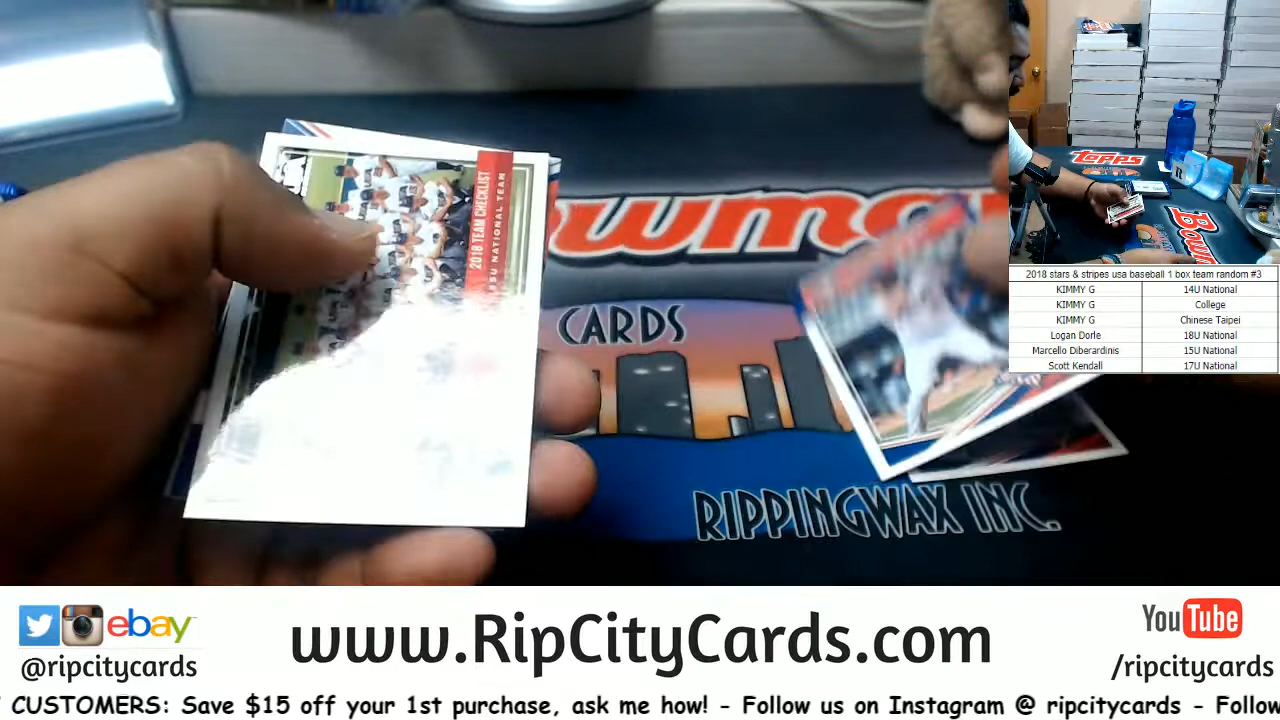 2018 TEAM CHECKLIST
NATIONAL TEAM
CARDS
RIPPINGWAX INC.
topps
2018 stars & stripes usa baseball 1 box team random #3
KIMMY G 14U National
KIMMY G College
KIMMY G Chinese Taipei
Logan Dorle 18U National
Marcello Diberardinis 15U National
Scott Kendall 17U National
ebay
@ripcitycards
www.RipCityCards.com
YouTube
/ripcitycards
CUSTOMERS: Save $15 off your 1st purchase, ask me how! - Follow us on Instagram @ ripcitycards - Follow